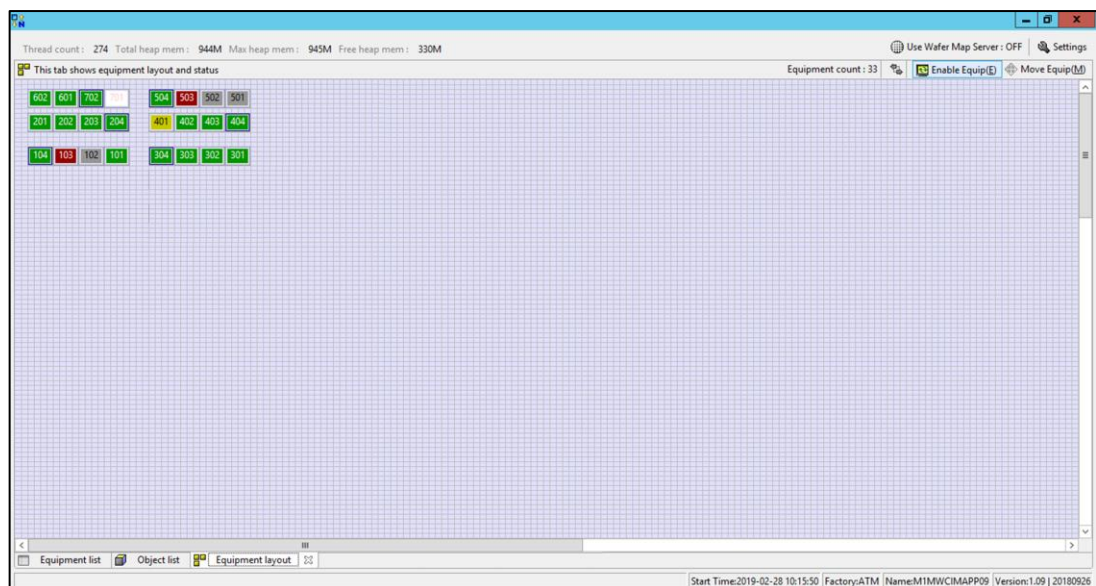 Thread count : 274 Total heap mem : 944M Max heap mem : 945M Free heap mem : 330M Use Wafer Map Server : OFF Settings
This tab shows equipment layout and status Equipment count : 33 Enable Equip(E) Move Equip(M)
602 601 702 701 504 503 502 501
201 202 203 204 401 402 403 404
104 103 102 101 304 303 302 301
Equipment list Object list Equipment layout
Start Time:2019-02-28 10:15:50 Factory:ATM Name:M1MWCIMAPP09 Version:1.09 | 20180926